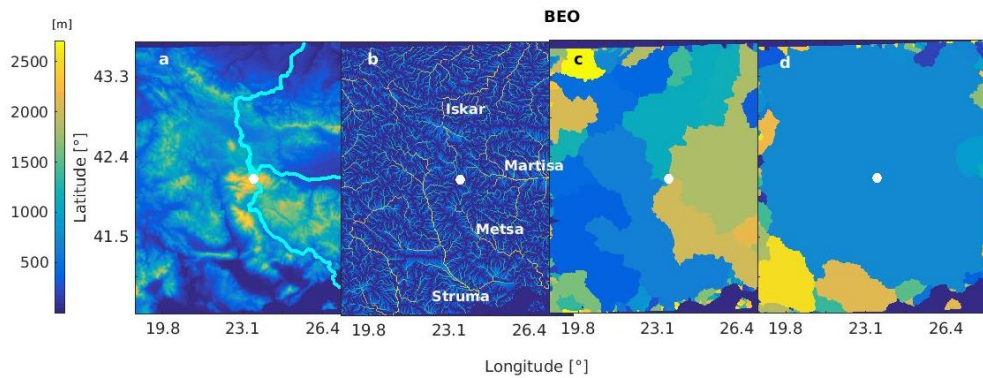 BEO
[m]
2500
2000
1500
1000
500
Latitude [°]
43.3
42.4
41.5
a
b
c
d
Iskar
Martisa
Metsa
Struma
19.8 23.1 26.4 19.8 23.1 26.4 19.8 23.1 26.4 19.8 23.1 26.4
Longitude [°]